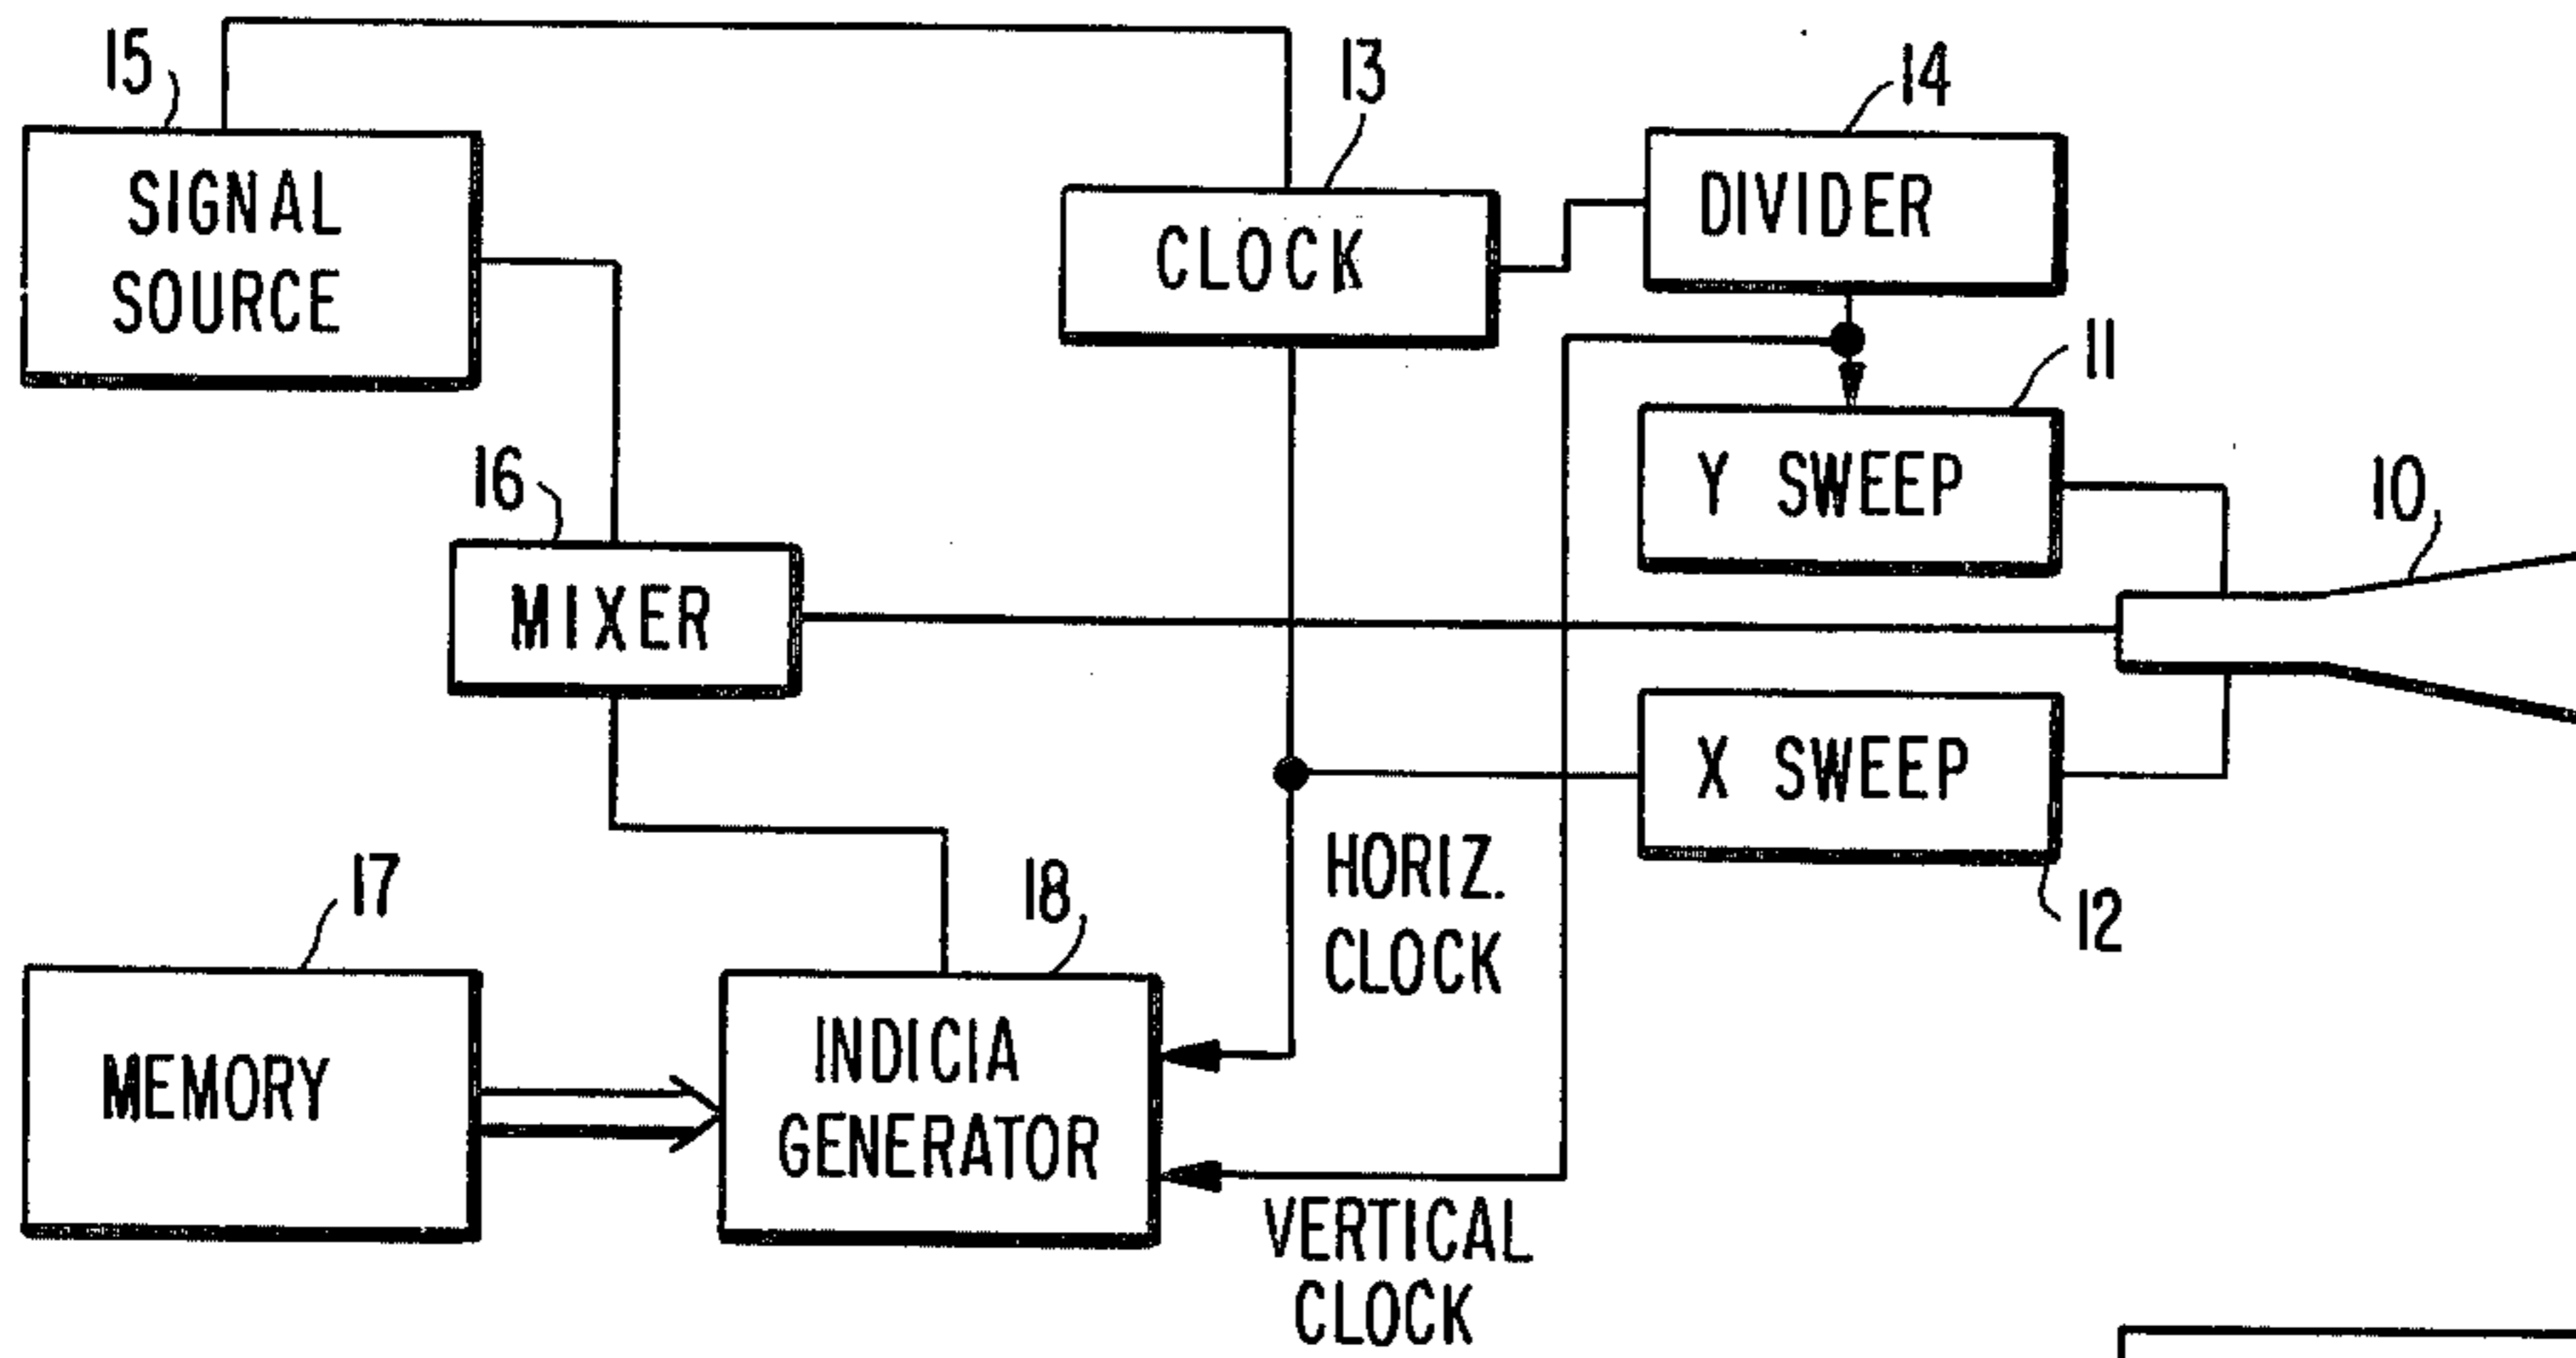 15
SIGNAL
SOURCE
13
CLOCK
14
DIVIDER
11
Y SWEEP
10
16
MIXER
X SWEEP
12
HORIZ.
CLOCK
17
MEMORY
18
INDICIA
GENERATOR
VERTICAL
CLOCK